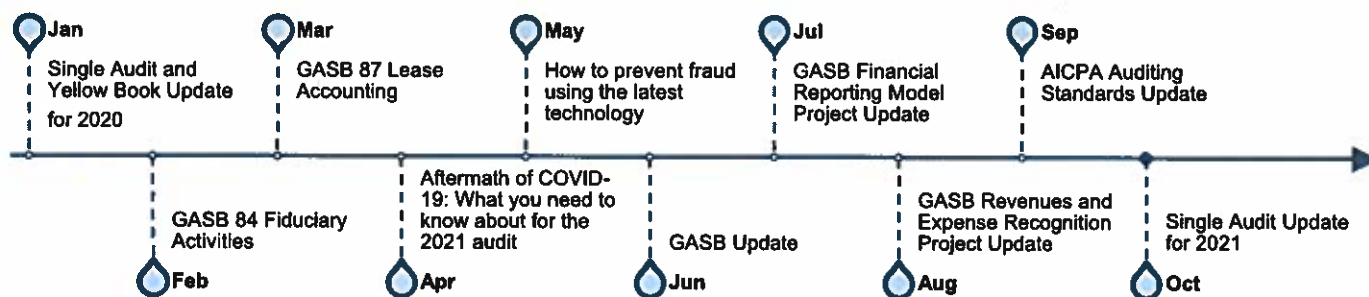 Jan
Single Audit and
Yellow Book Update
for 2020
Feb
GASB 84 Fiduciary
Activities
Mar
GASB 87 Lease
Accounting
Apr
Aftermath of COVID-
19: What you need to
know about for the
2021 audit
May
How to prevent fraud
using the latest
technology
Jun
GASB Update
Jul
GASB Financial
Reporting Model
Project Update
Aug
GASB Revenues and
Expense Recognition
Project Update
Sep
AICPA Auditing
Standards Update
Oct
Single Audit Update
for 2021